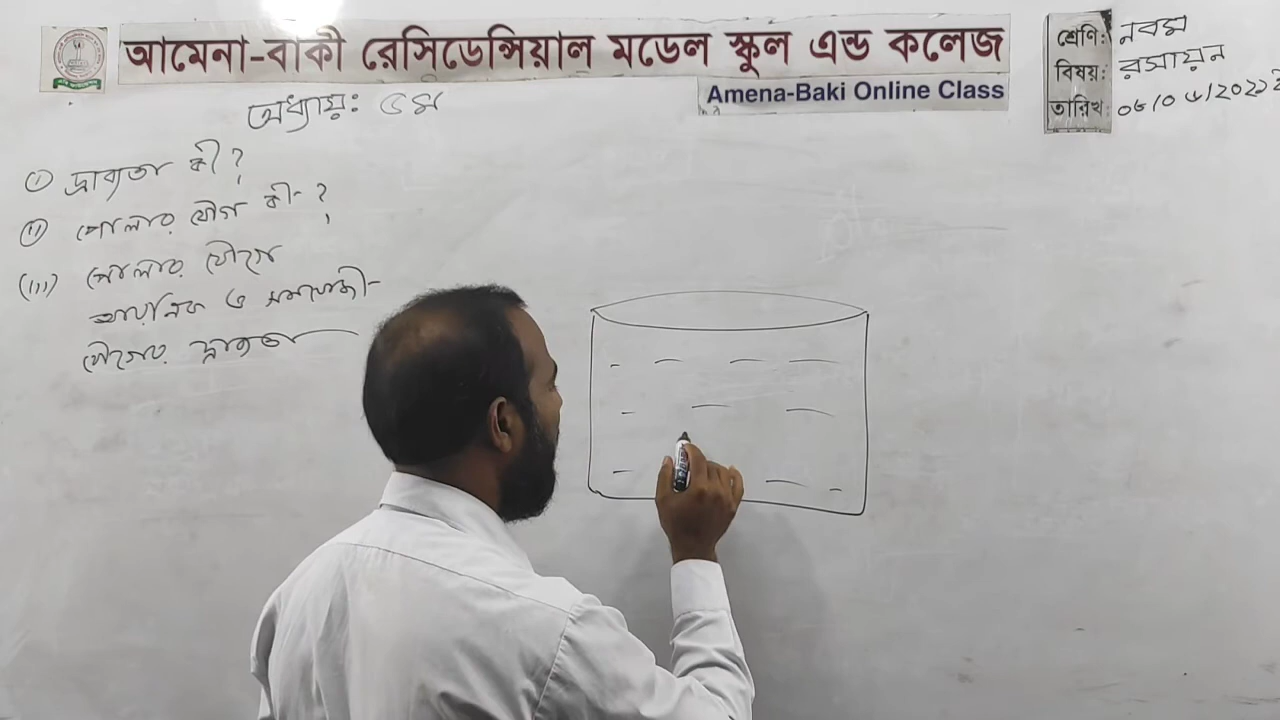 আমেনা-বাকী রেসিডেন্সিয়াল মডেল স্কুল এন্ড কলেজ
Amena-Baki Online Class
শ্রেণি: নবম
বিষয়: রসায়ন
তারিখ: ০৬/০৬/২০২১ই
অধ্যায়ঃ ৫ম
(i) দ্রাব্যতা কী?
(ii) পোলার যৌগ কী?
(iii) পোলার যৌগে
আয়নিক ও সমযোজী
যৌগের দ্রাব্যতা